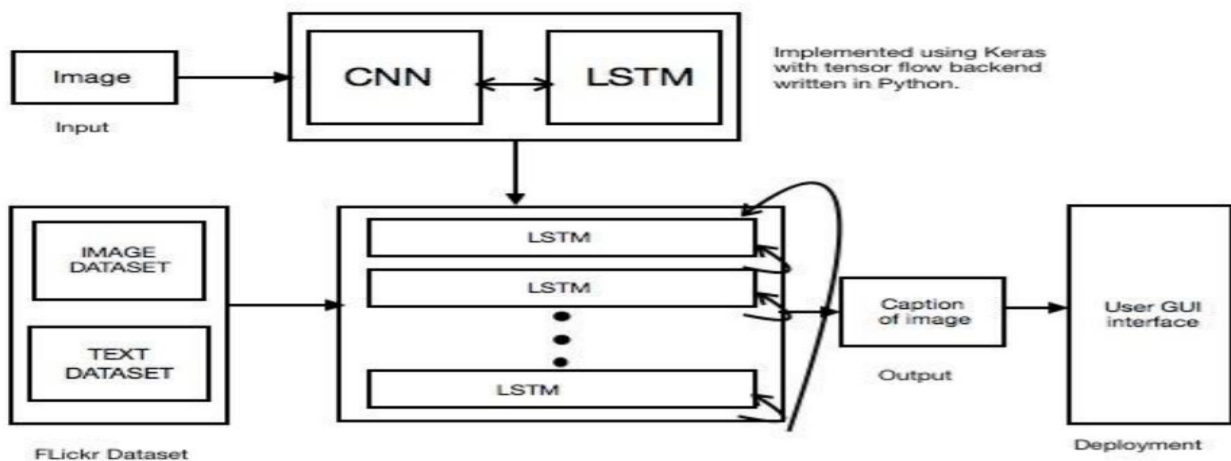 Image
Input
CNN
LSTM
Implemented using Keras
with tensor flow backend
written in Python.
IMAGE
DATASET
TEXT
DATASET
FLickr Dataset
LSTM
LSTM
LSTM
Caption
of image
Output
User GUI
interface
Deployment